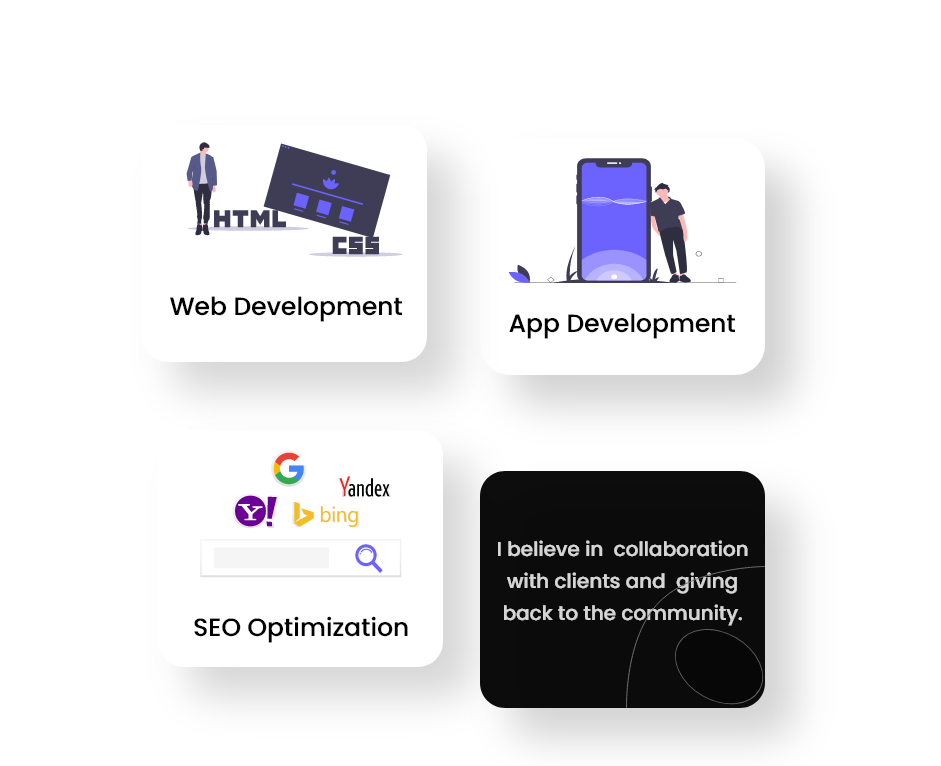 HTML
CSS
Web Development
App Development
Yandex
Y!
bing
SEO Optimization
I believe in  collaboration
with clients and  giving
back to the community.